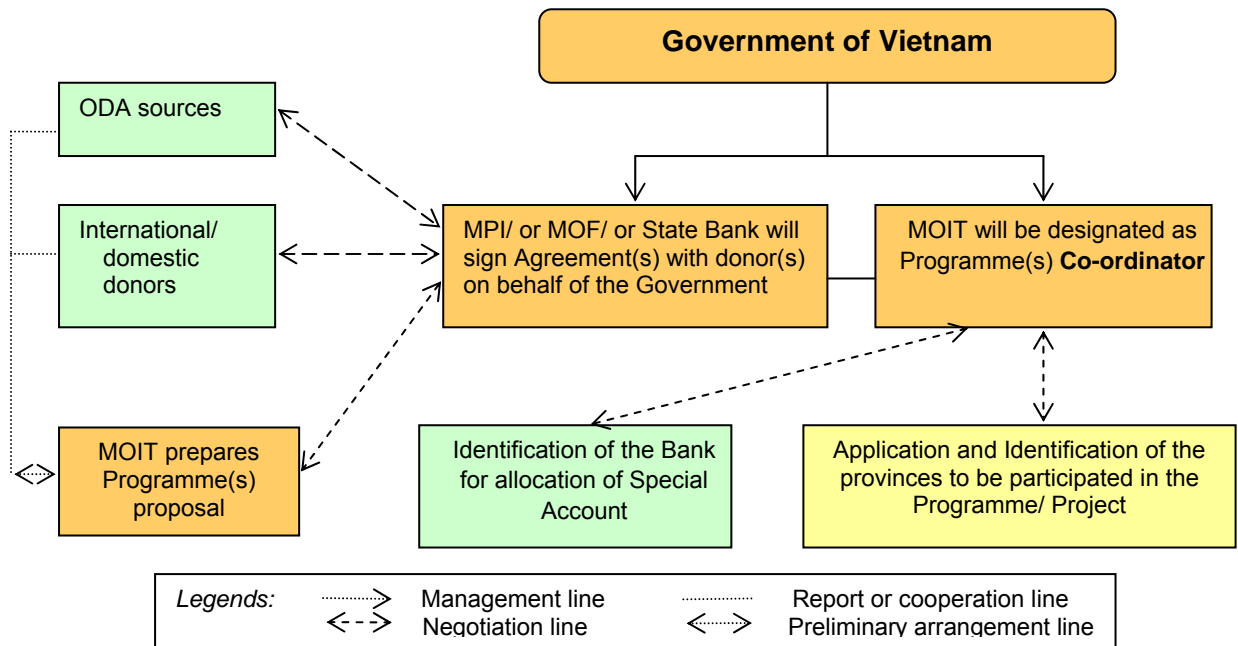 Government of Vietnam
ODA sources
International/
domestic
donors
MPI/ or MOF/ or State Bank will
sign Agreement(s) with donor(s)
on behalf of the Government
MOIT will be designated as
Programme(s) Co-ordinator
MOIT prepares
Programme(s)
proposal
Identification of the Bank
for allocation of Special
Account
Application and Identification of the
provinces to be participated in the
Programme/ Project
Legends:
Management line
Report or cooperation line
Negotiation line
Preliminary arrangement line